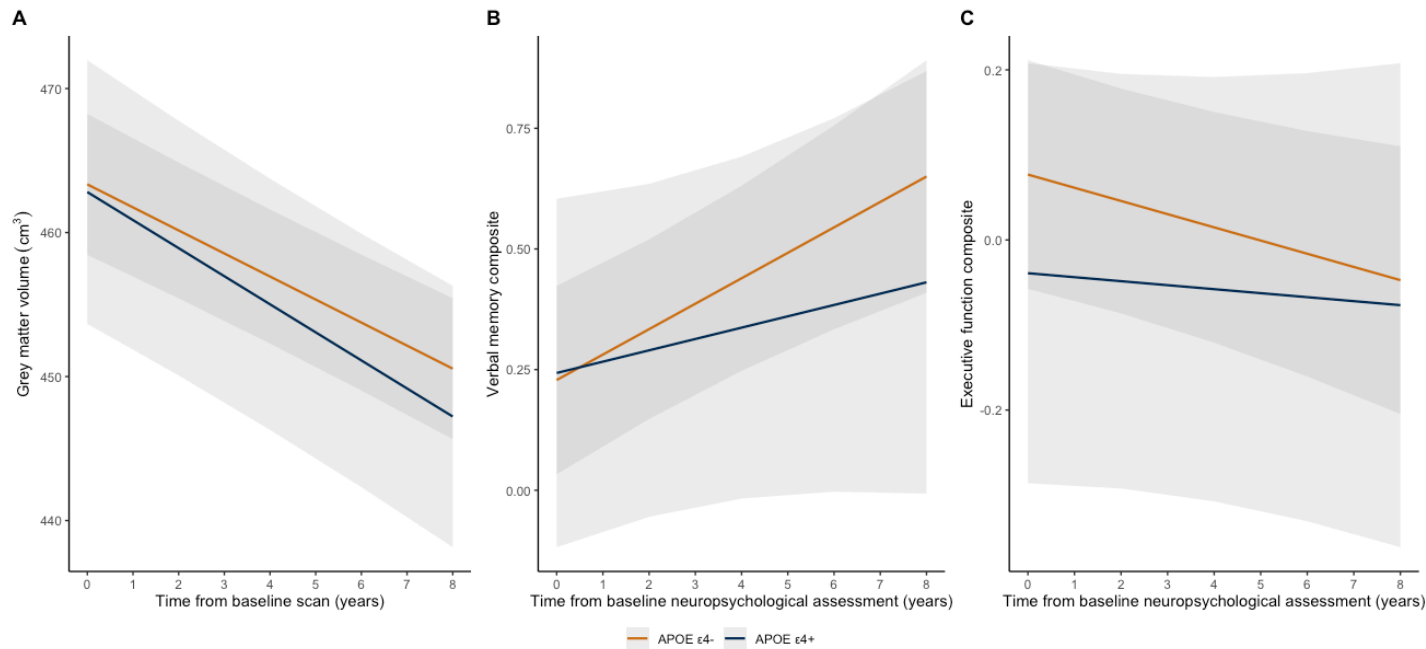 A
B
C
Grey matter volume ( cm³)
470
460
450
440
0 1 2 3 4 5 6 7 8
Time from baseline scan (years)
Verbal memory composite
0.75
0.50
0.25
0.00
0 1 2 3 4 5 6 7 8
Time from baseline neuropsychological assessment (years)
Executive function composite
0.2
0.0
-0.2
0 1 2 3 4 5 6 7 8
Time from baseline neuropsychological assessment (years)
APOE ε4- APOE ε4+